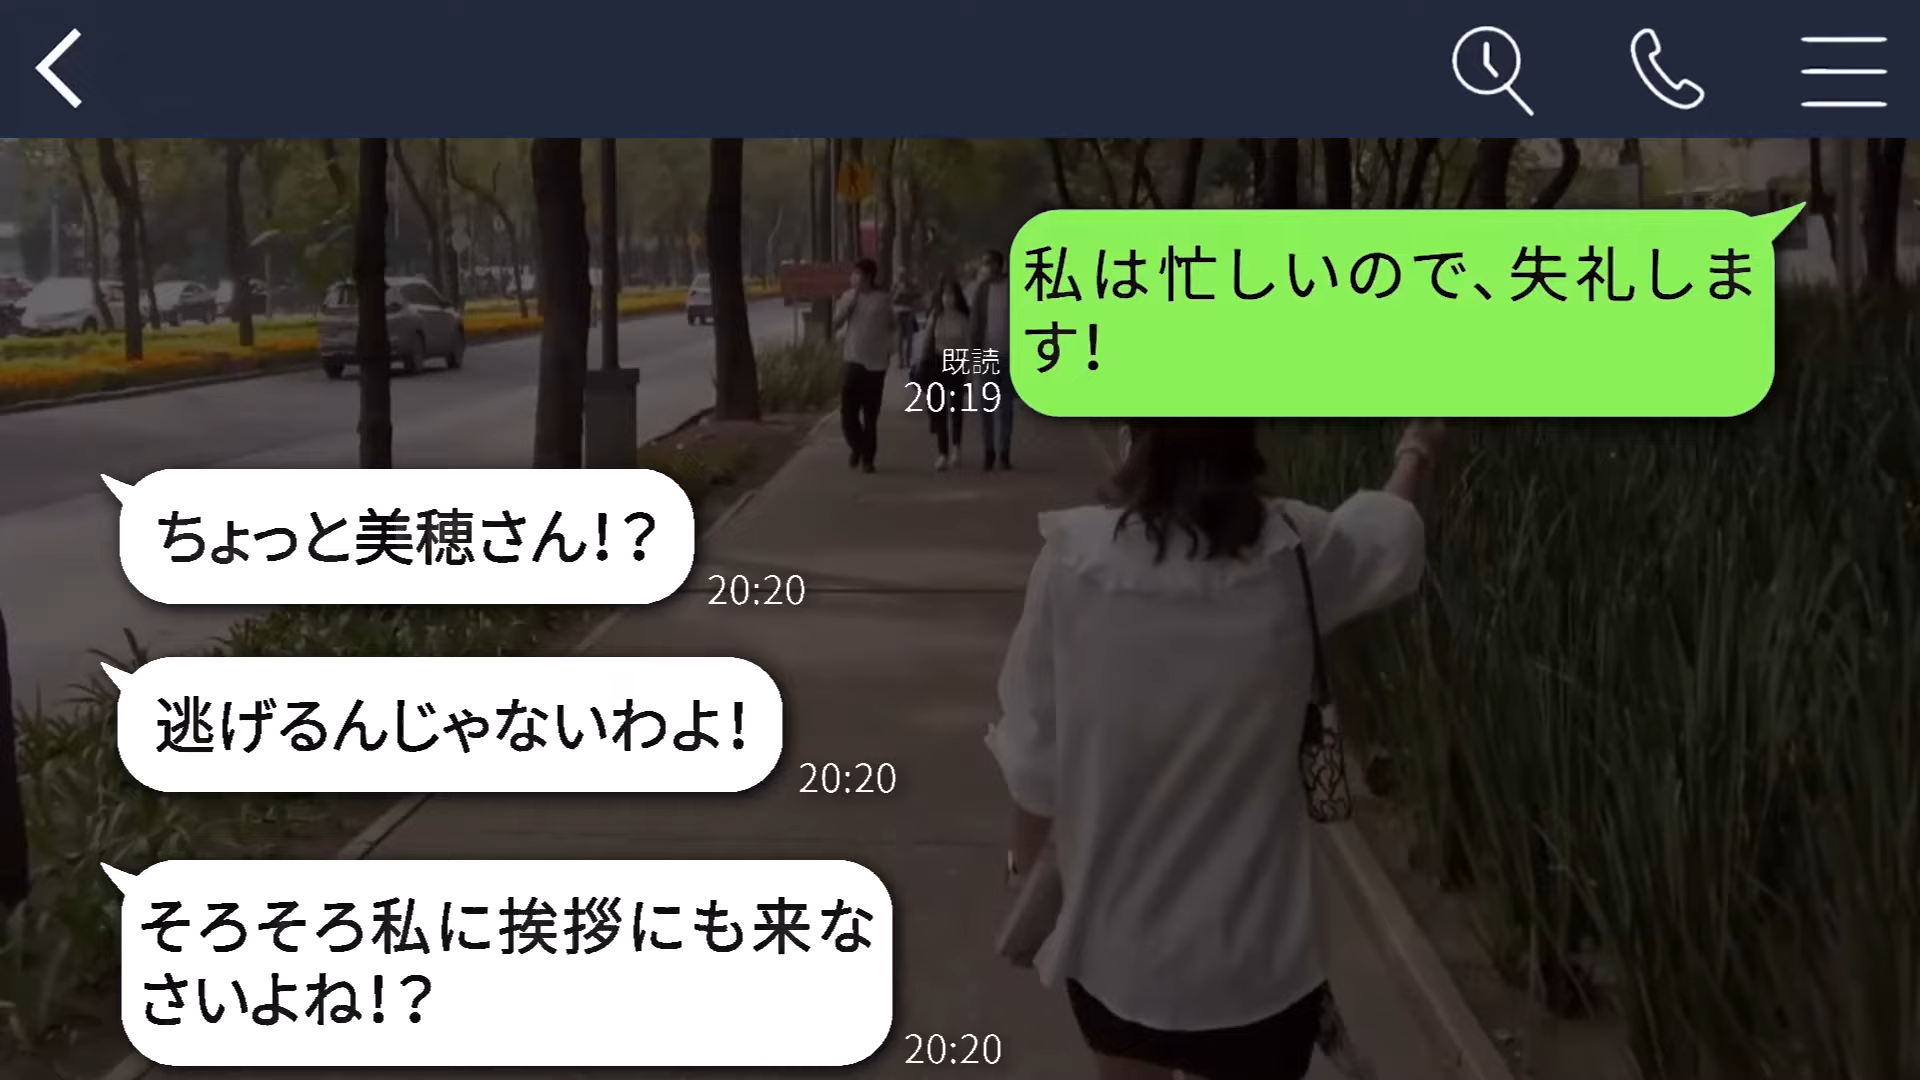 私は忙しいので、失礼しま
す！
既読
20:19
ちょっと美穂さん！？
20:20
逃げるんじゃないわよ！
20:20
そろそろ私に挨拶にも来な
さいよね！？
20:20